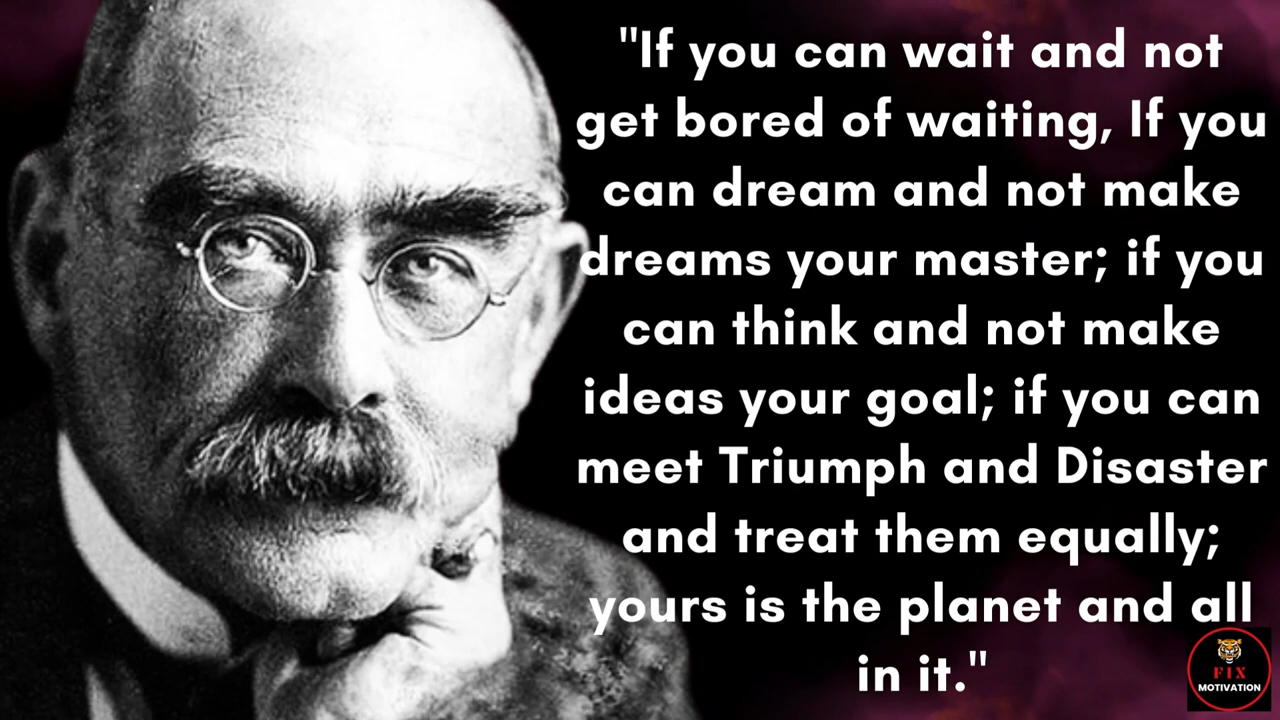 "If you can wait and not
get bored of waiting, If you
can dream and not make
dreams your master; if you
can think and not make
ideas your goal; if you can
meet Triumph and Disaster
and treat them equally;
yours is the planet and all
in it."
FIX
MOTIVATION